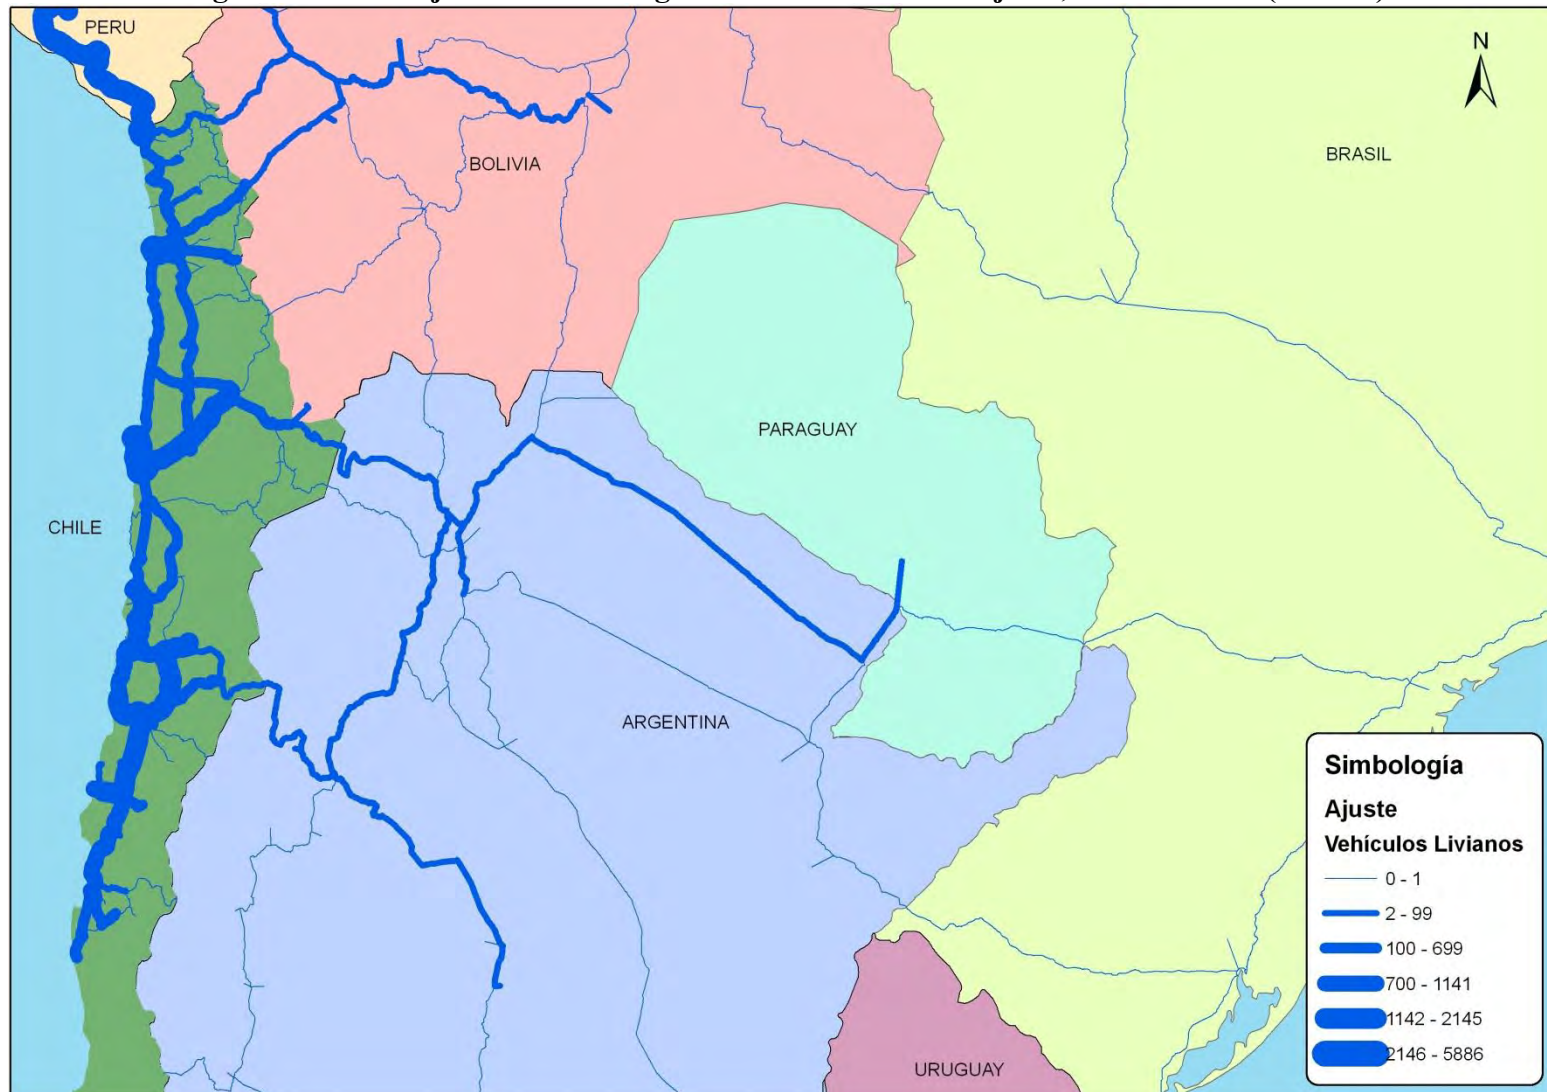 PERU
N
BOLIVIA
BRASIL
PARAGUAY
CHILE
ARGENTINA
URUGUAY
Simbología
Ajuste
Vehículos Livianos
0 - 1
2 - 99
100 - 699
700 - 1141
1142 - 2145
2146 - 5886